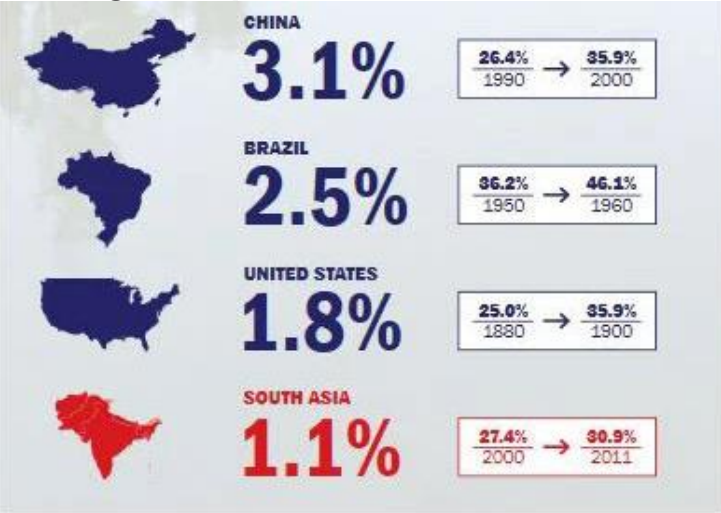 CHINA
3.1%
26.4% → 35.9%
1990 2000
BRAZIL
2.5%
36.2% → 46.1%
1950 1960
UNITED STATES
1.8%
25.0% → 35.9%
1880 1900
SOUTH ASIA
1.1%
27.4% → 30.9%
2000 2011